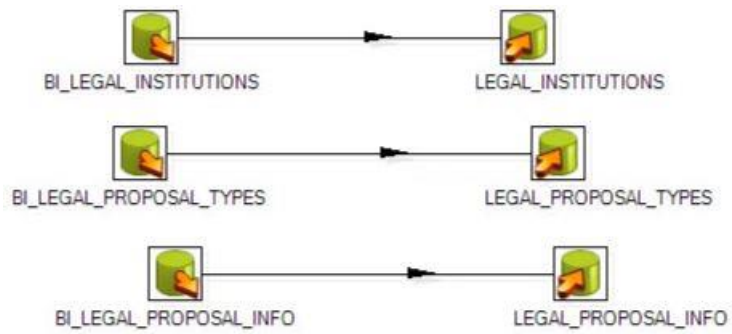 BI_LEGAL_INSTITUTIONS LEGAL_INSTITUTIONS
BI_LEGAL_PROPOSAL_TYPES LEGAL_PROPOSAL_TYPES
BI_LEGAL_PROPOSAL_INFO LEGAL_PROPOSAL_INFO